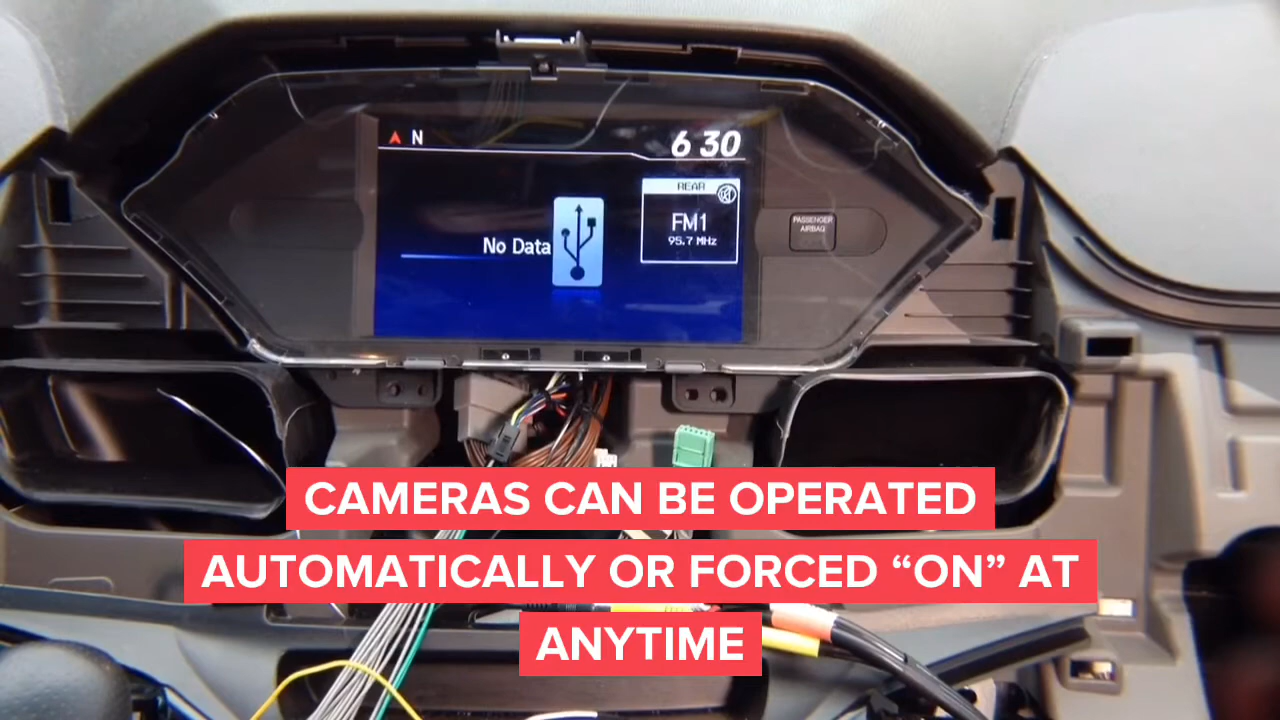 N
6 30
REAR
FM1
95.7 MHz
No Data
PASSENGER
AIRBAG
CAMERAS CAN BE OPERATED
AUTOMATICALLY OR FORCED “ON” AT
ANYTIME